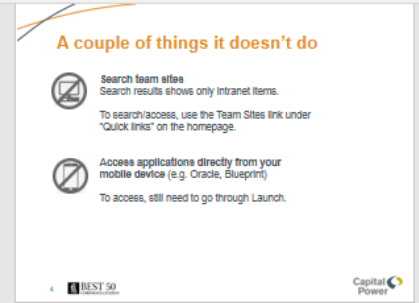 A couple of things it doesn't do
Search team sites
Search results shows only Intranet items.
To search/access, use the Team Sites link under
"Quick links" on the homepage.
Access applications directly from your
mobile device (e.g. Oracle, Blueprint)
To access, still need to go through Launch.
BEST 50
Capital
Power